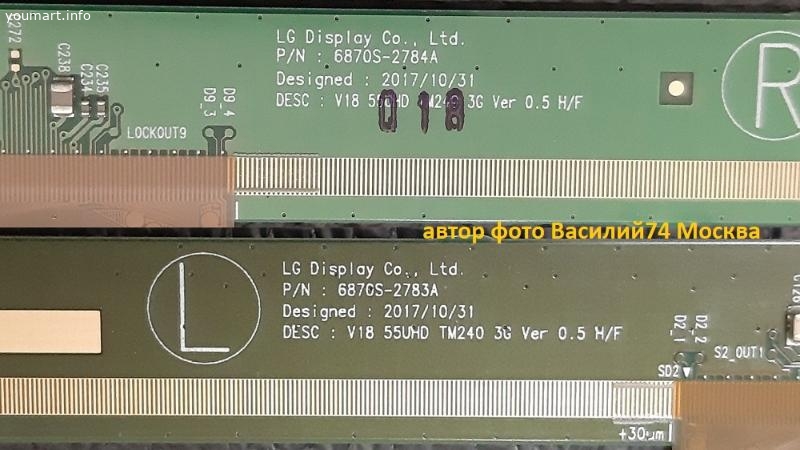 youmart.info
C272
C238
C234
C235
D9_3
D9_4
LOCKOUT9
LG Display Co., Ltd.
P/N : 6870S-2784A
Designed : 2017/10/31
DESC : V18 55UHD TM240 3G Ver 0.5 H/F
018
R
автор фото Василий74 Москва
L
LG Display Co., Ltd.
P/N : 6870S-2783A
Designed : 2017/10/31
DESC : V18 55UHD TM240 3G Ver 0.5 H/F
D2_1
D2_2
S2_OUT1
SD2
+30um